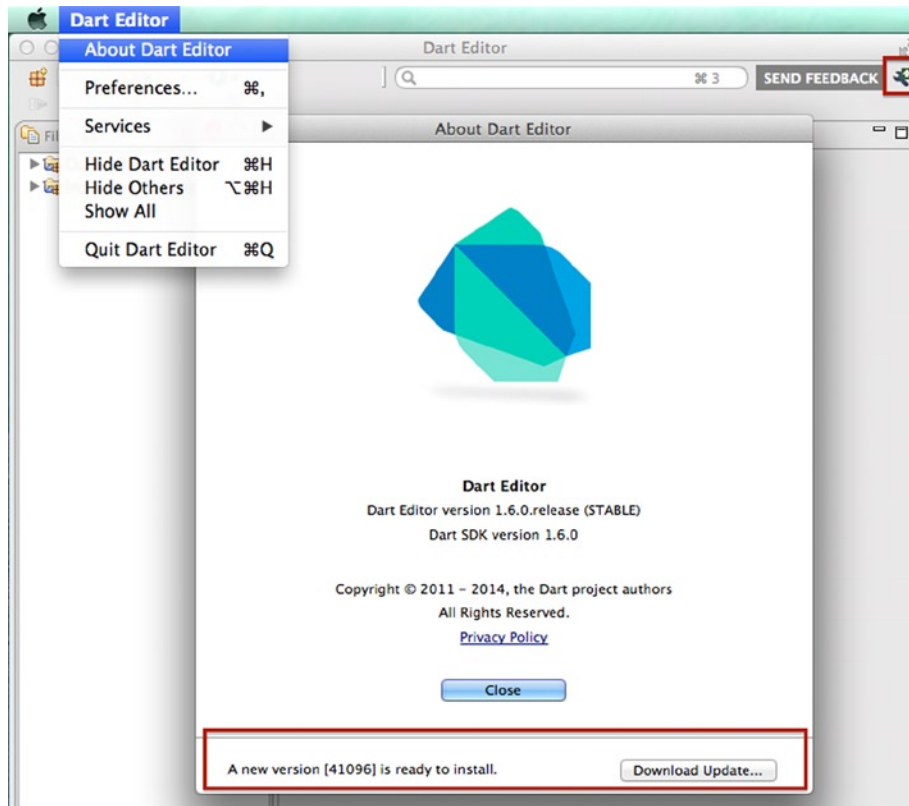 Dart Editor
About Dart Editor
Preferences... ⌘,
Services ▶
Hide Dart Editor ⌘H
Hide Others ⌥⌘H
Show All
Quit Dart Editor ⌘Q
Dart Editor
⌘ 3
SEND FEEDBACK
Fil
About Dart Editor
Dart Editor
Dart Editor version 1.6.0.release (STABLE)
Dart SDK version 1.6.0
Copyright © 2011 – 2014, the Dart project authors
All Rights Reserved.
Privacy Policy
Close
A new version [41096] is ready to install.
Download Update...